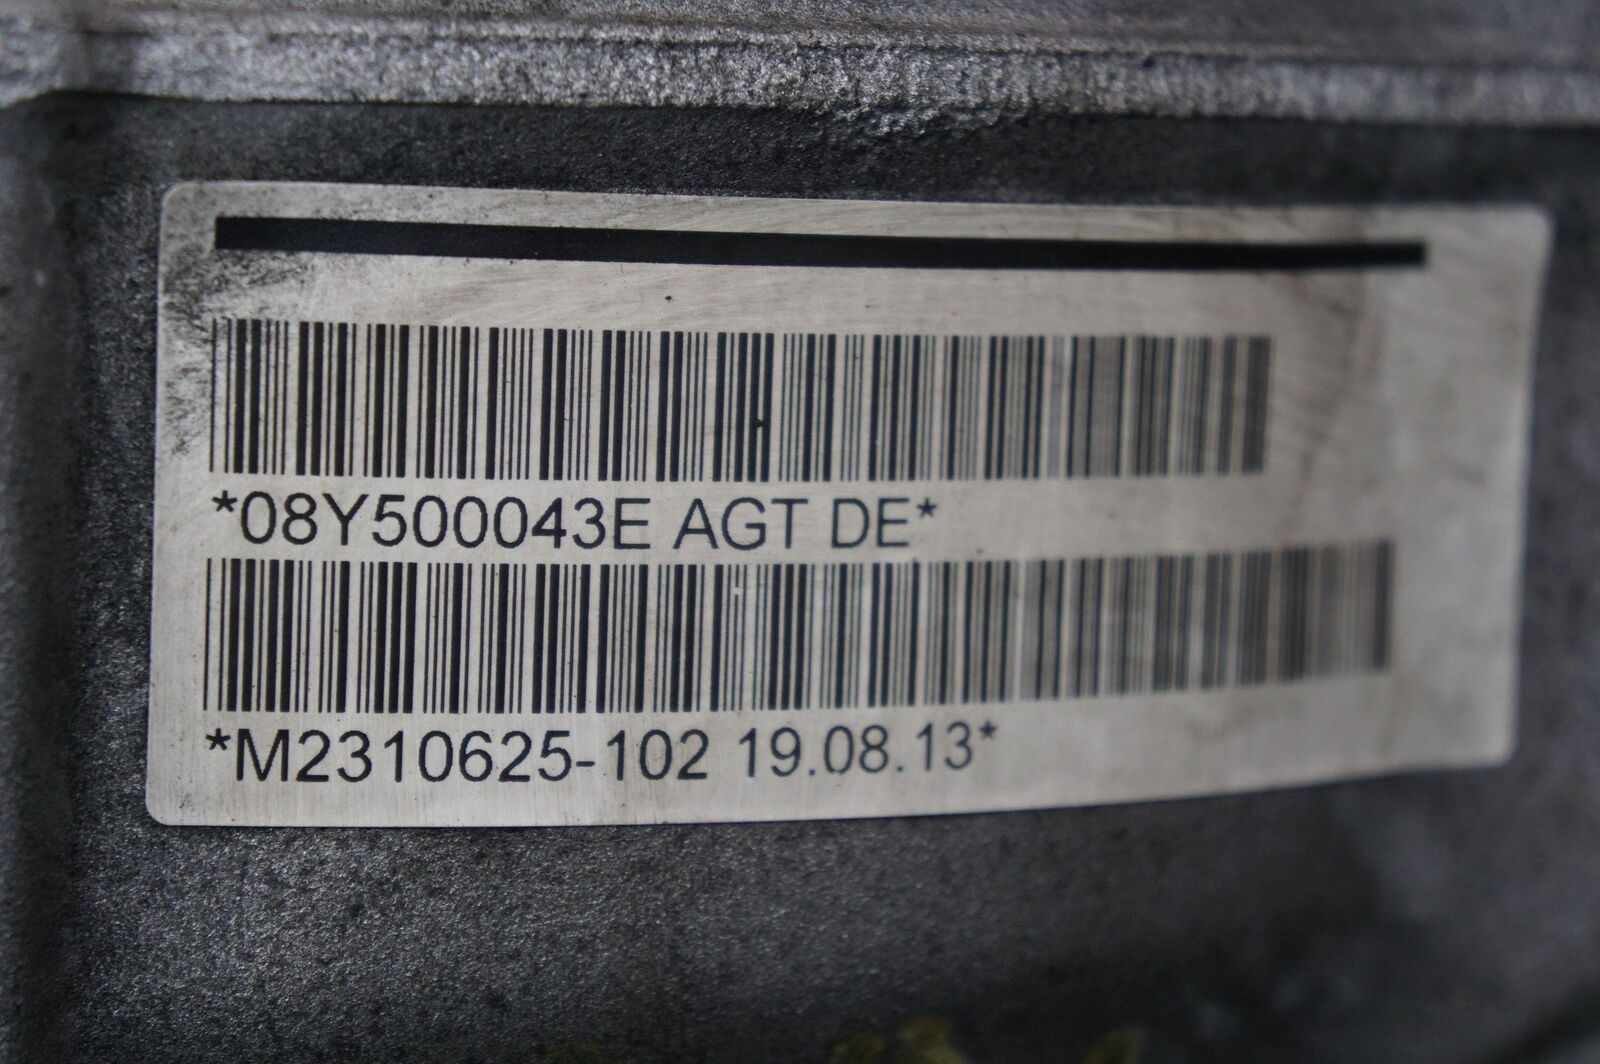 *08Y500043E AGT DE*
*M2310625-102 19.08.13*